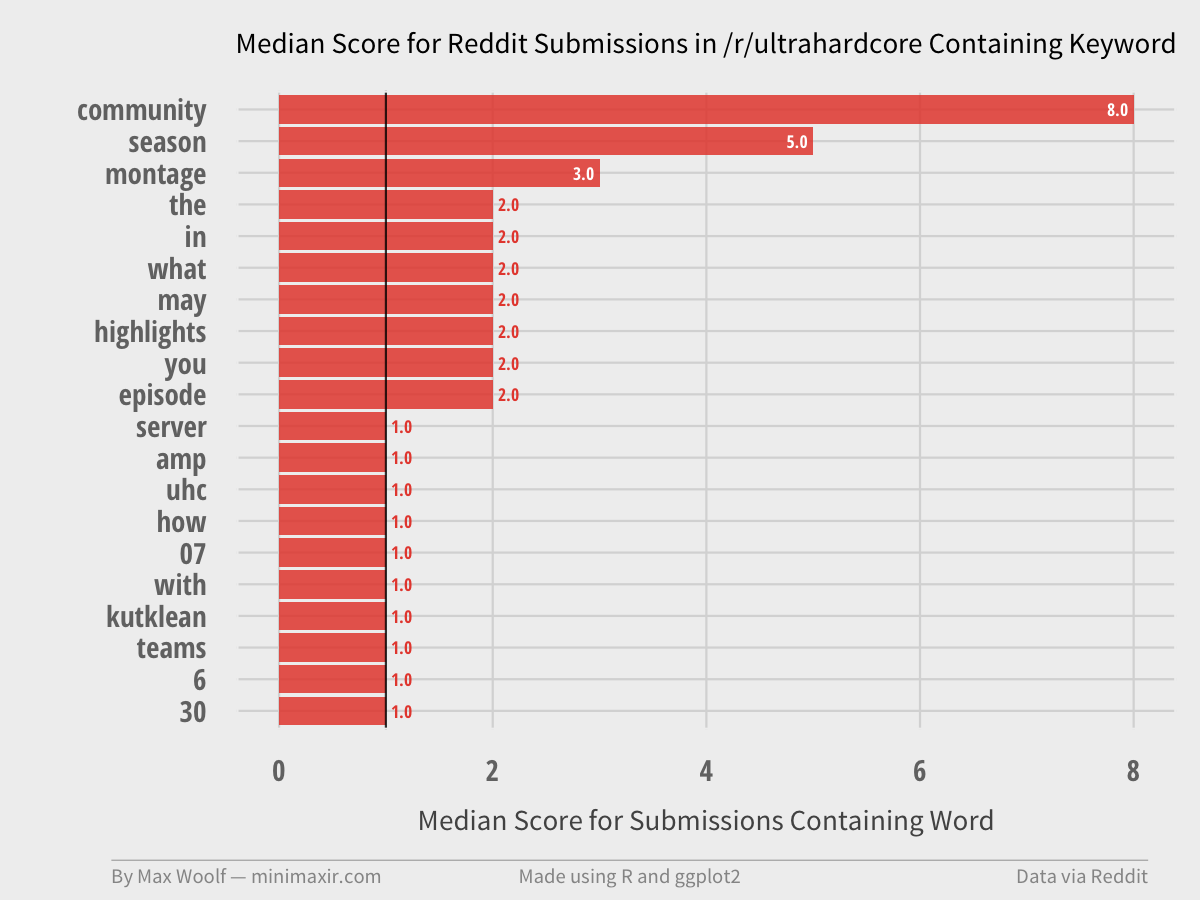 Median Score for Reddit Submissions in /r/ultrahardcore Containing Keyword
community 8.0
season 5.0
montage 3.0
the 2.0
in 2.0
what 2.0
may 2.0
highlights 2.0
you 2.0
episode 2.0
server 1.0
amp 1.0
uhc 1.0
how 1.0
07 1.0
with 1.0
kutklean 1.0
teams 1.0
6 1.0
30 1.0
0 2 4 6 8
Median Score for Submissions Containing Word
By Max Woolf — minimaxir.com Made using R and ggplot2 Data via Reddit